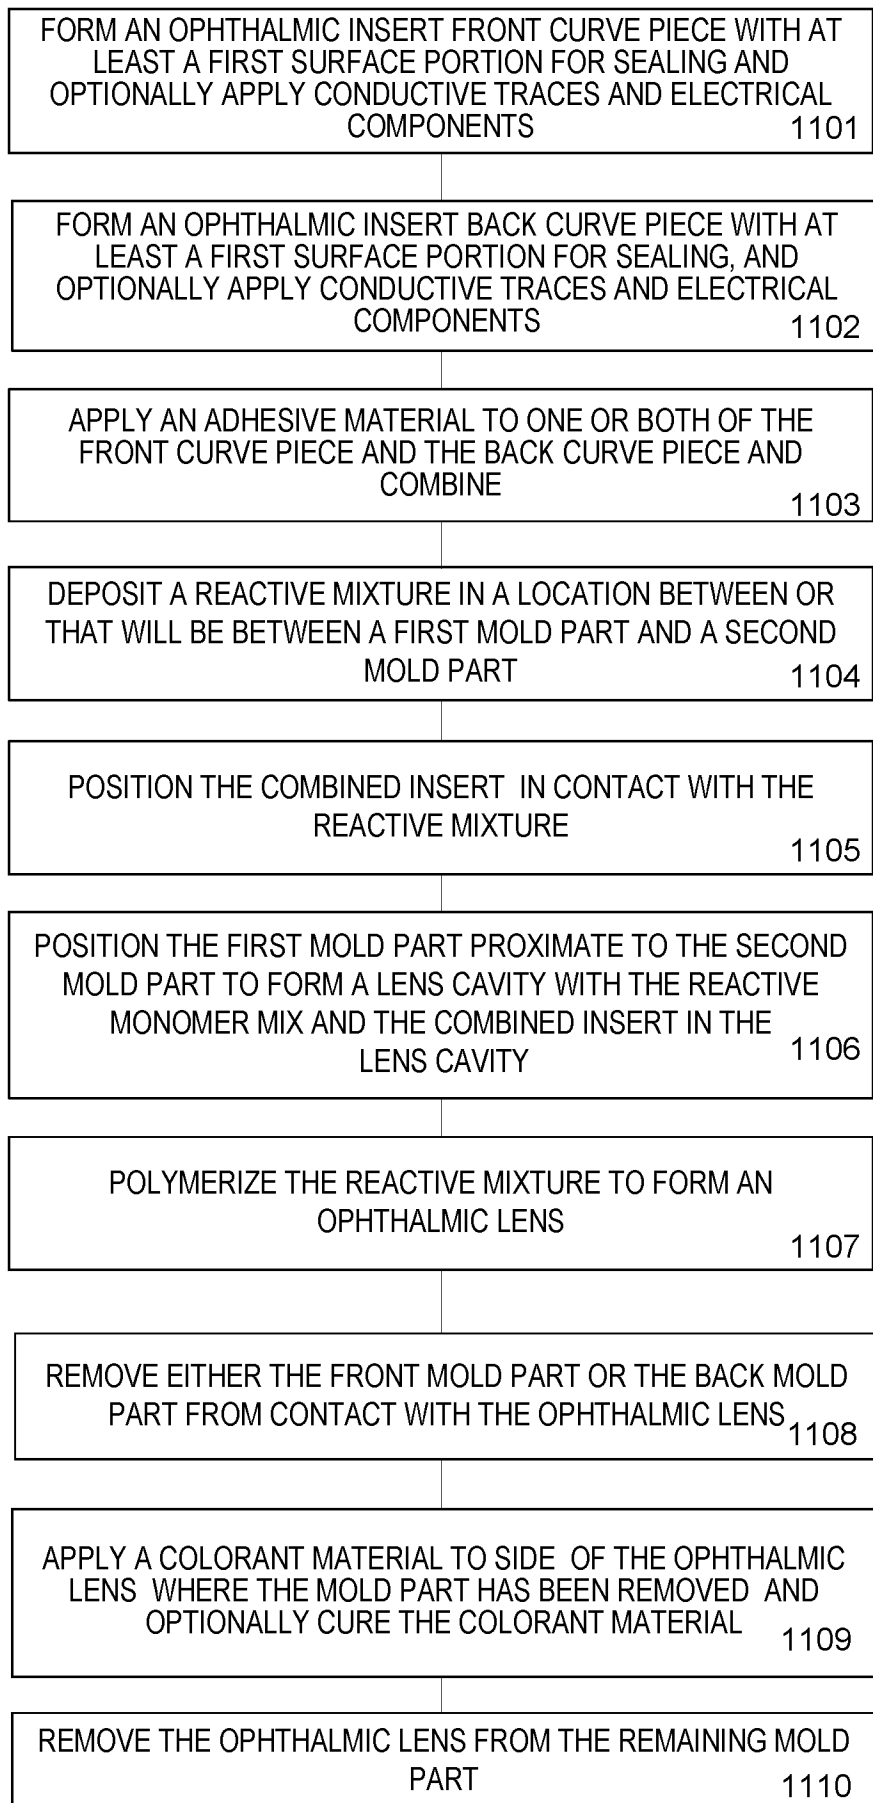 FORM AN OPHTHALMIC INSERT FRONT CURVE PIECE WITH AT
LEAST A FIRST SURFACE PORTION FOR SEALING AND
OPTIONALLY APPLY CONDUCTIVE TRACES AND ELECTRICAL
COMPONENTS
1101
FORM AN OPHTHALMIC INSERT BACK CURVE PIECE WITH AT
LEAST A FIRST SURFACE PORTION FOR SEALING, AND
OPTIONALLY APPLY CONDUCTIVE TRACES AND ELECTRICAL
COMPONENTS
1102
APPLY AN ADHESIVE MATERIAL TO ONE OR BOTH OF THE
FRONT CURVE PIECE AND THE BACK CURVE PIECE AND
COMBINE
1103
DEPOSIT A REACTIVE MIXTURE IN A LOCATION BETWEEN OR
THAT WILL BE BETWEEN A FIRST MOLD PART AND A SECOND
MOLD PART
1104
POSITION THE COMBINED INSERT IN CONTACT WITH THE
REACTIVE MIXTURE
1105
POSITION THE FIRST MOLD PART PROXIMATE TO THE SECOND
MOLD PART TO FORM A LENS CAVITY WITH THE REACTIVE
MONOMER MIX AND THE COMBINED INSERT IN THE
LENS CAVITY
1106
POLYMERIZE THE REACTIVE MIXTURE TO FORM AN
OPHTHALMIC LENS
1107
REMOVE EITHER THE FRONT MOLD PART OR THE BACK MOLD
PART FROM CONTACT WITH THE OPHTHALMIC LENS
1108
APPLY A COLORANT MATERIAL TO SIDE OF THE OPHTHALMIC
LENS WHERE THE MOLD PART HAS BEEN REMOVED AND
OPTIONALLY CURE THE COLORANT MATERIAL
1109
REMOVE THE OPHTHALMIC LENS FROM THE REMAINING MOLD
PART
1110